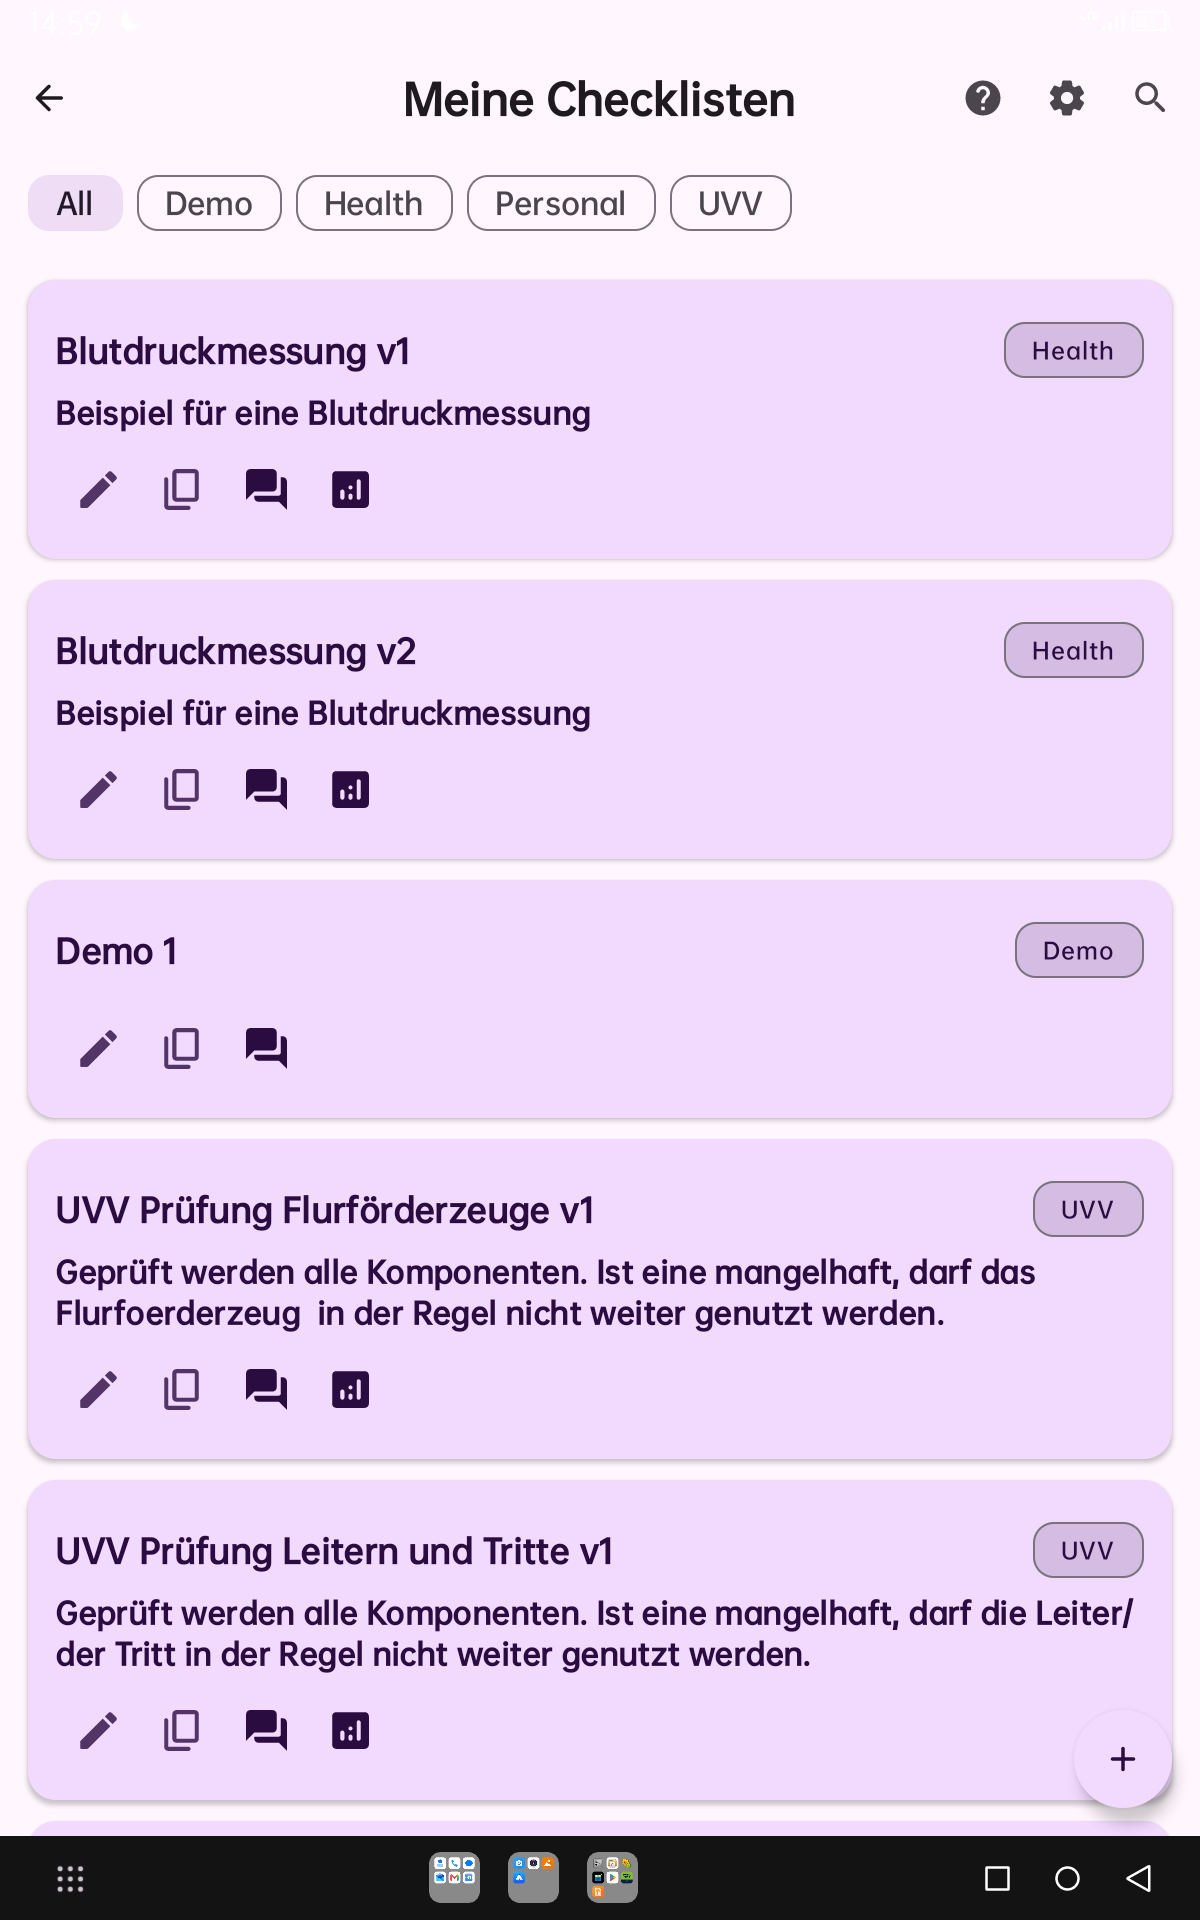 14:59
Meine Checklisten
All
Demo
Health
Personal
UVV
Blutdruckmessung v1
Health
Beispiel für eine Blutdruckmessung
Blutdruckmessung v2
Health
Beispiel für eine Blutdruckmessung
Demo 1
Demo
UVV Prüfung Flurförderzeuge v1
UVV
Geprüft werden alle Komponenten. Ist eine mangelhaft, darf das
Flurfoerderzeug  in der Regel nicht weiter genutzt werden.
UVV Prüfung Leitern und Tritte v1
UVV
Geprüft werden alle Komponenten. Ist eine mangelhaft, darf die Leiter/
der Tritt in der Regel nicht weiter genutzt werden.